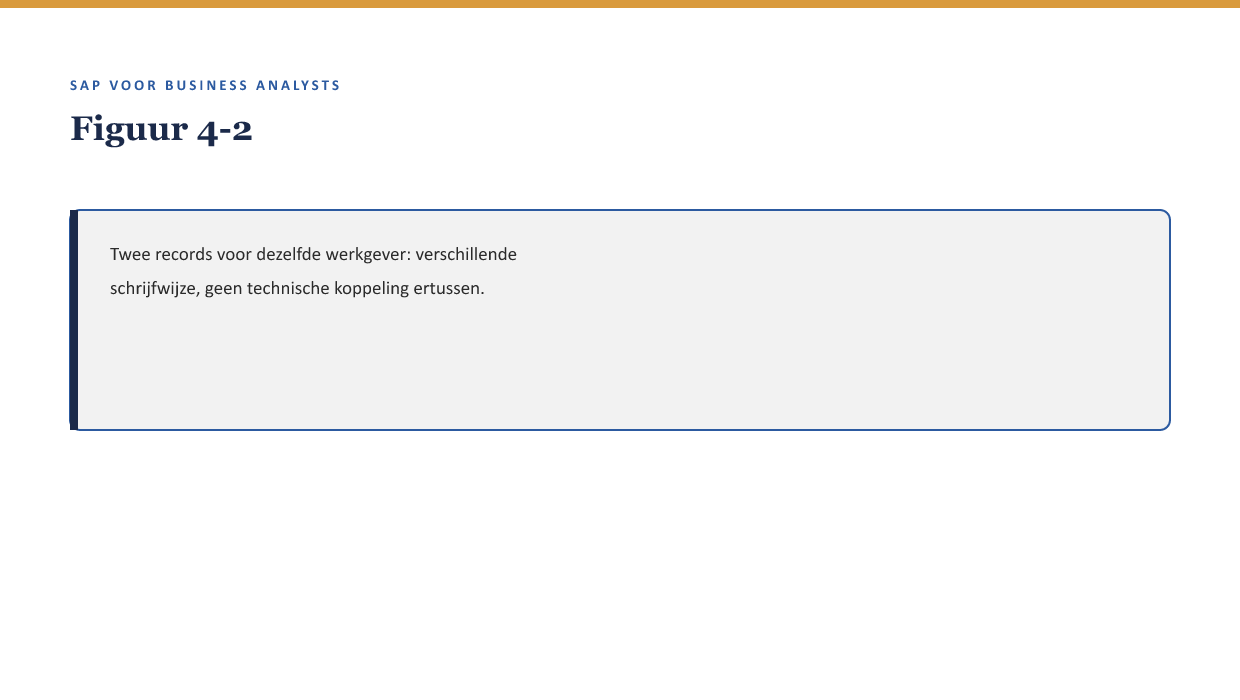 SAP VOOR BUSINESS ANALYSTS
Figuur 4-2
Twee records voor dezelfde werkgever: verschillende
schrijfwijze, geen technische koppeling ertussen.